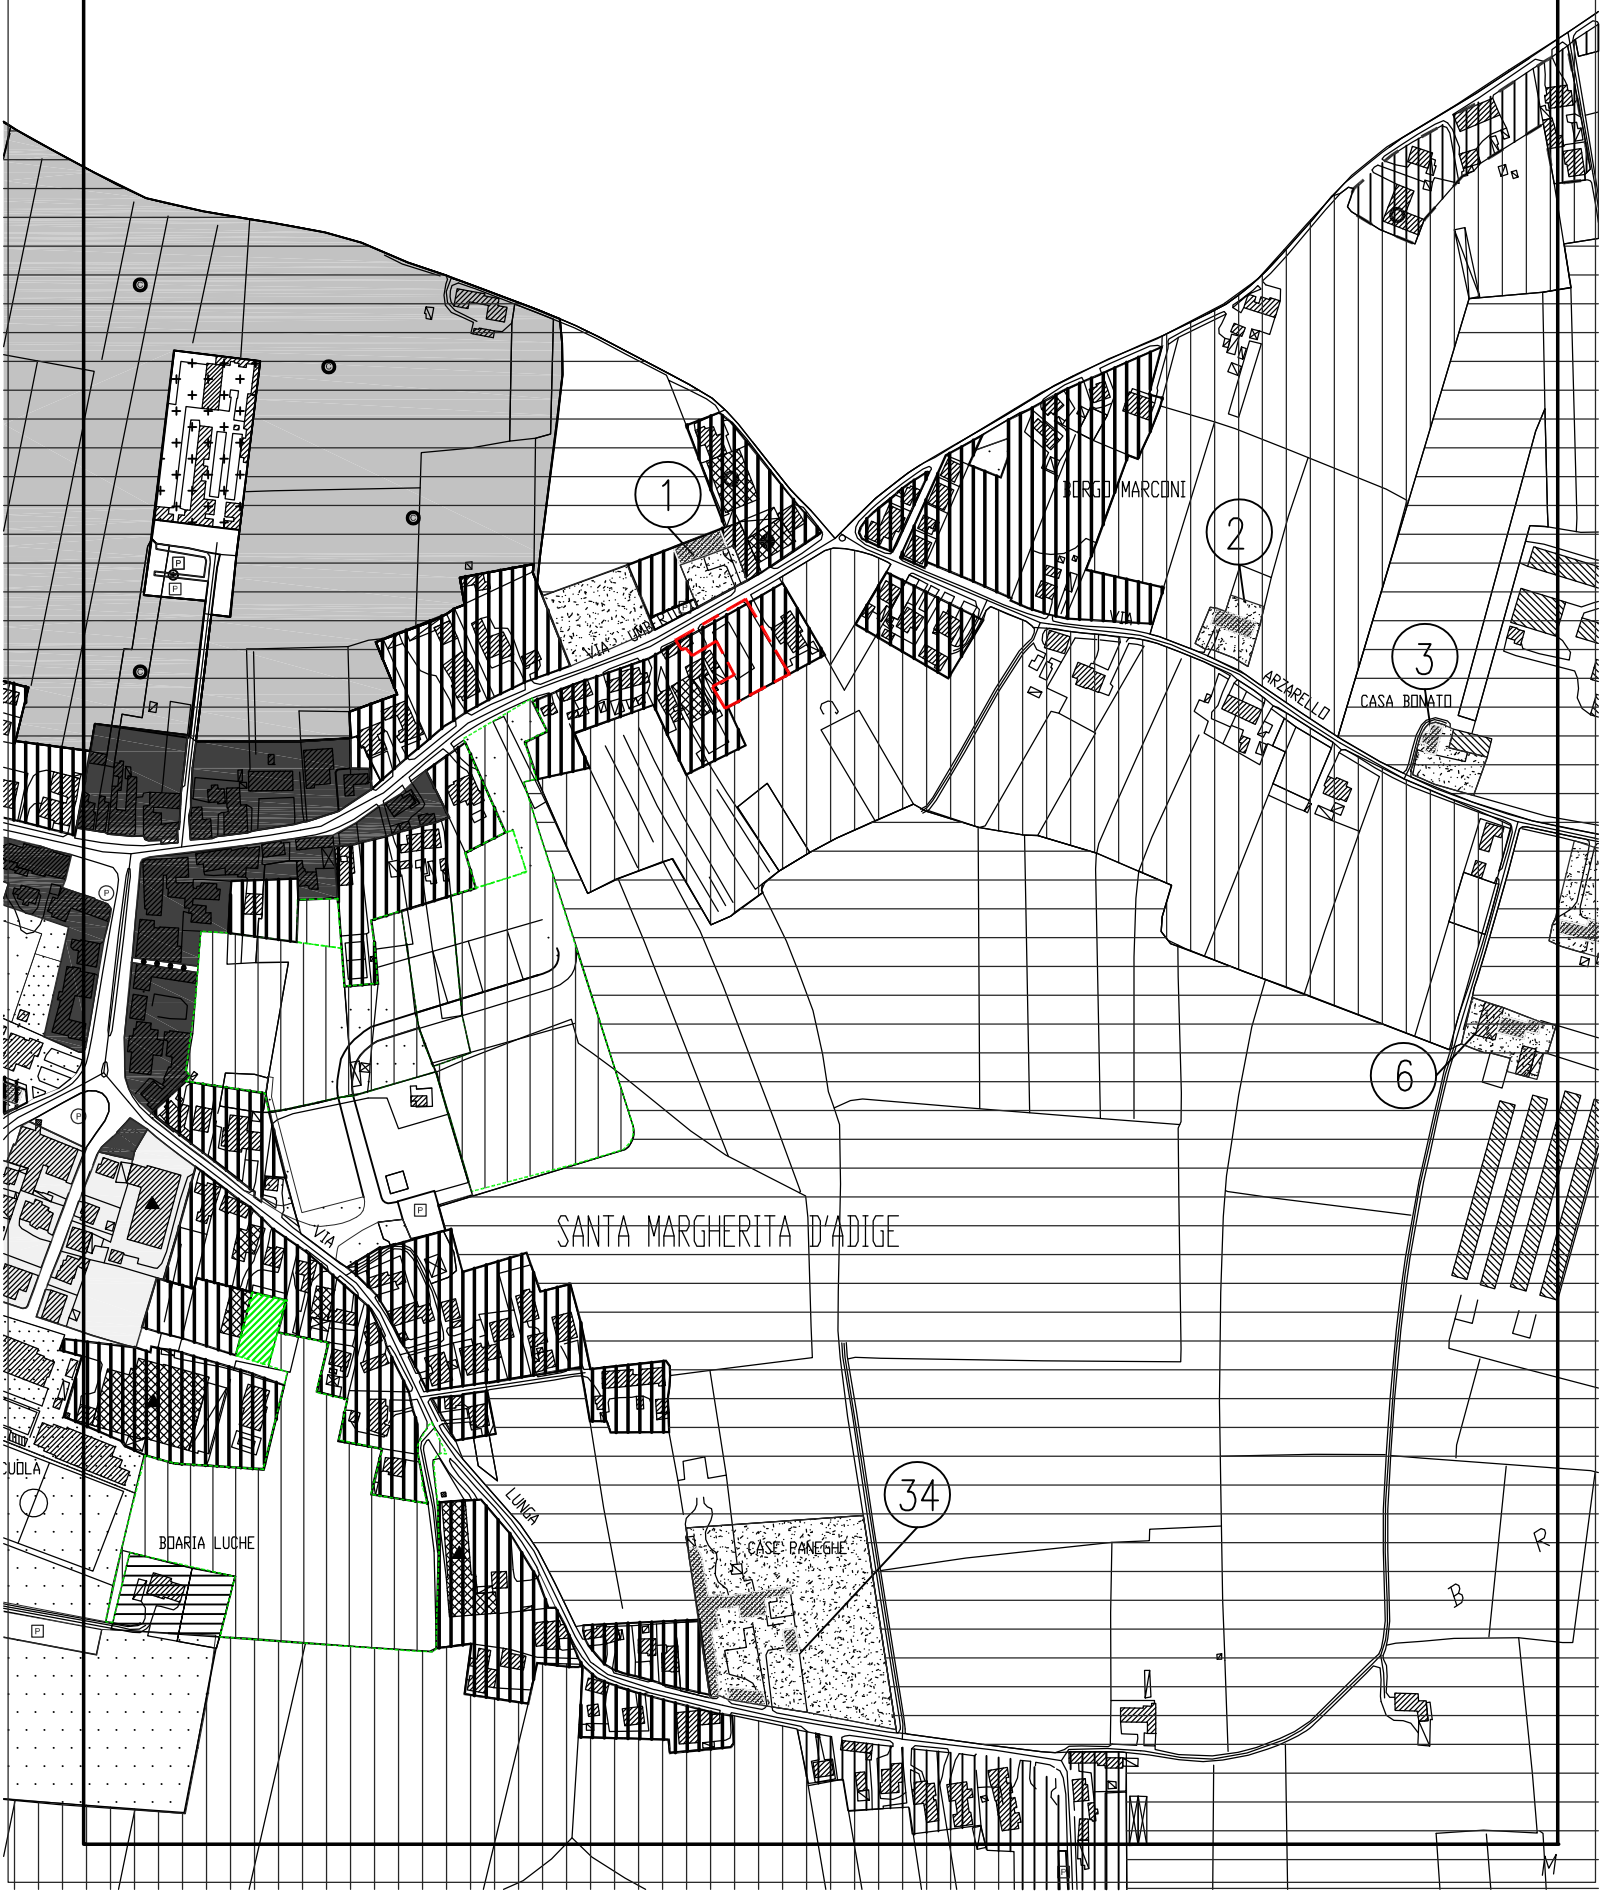 1
BORGO MARCONI
2
VIA UMBERTO
VIA
ARZARELLO
3
CASA BONATO
C
P
P
P
P
6
SANTA MARGHERITA D'ADIGE
VIA
P
LUNGA
34
CUOLA
BOARIA LUCHE
CASE PANEGHE
R
B
P
M
P